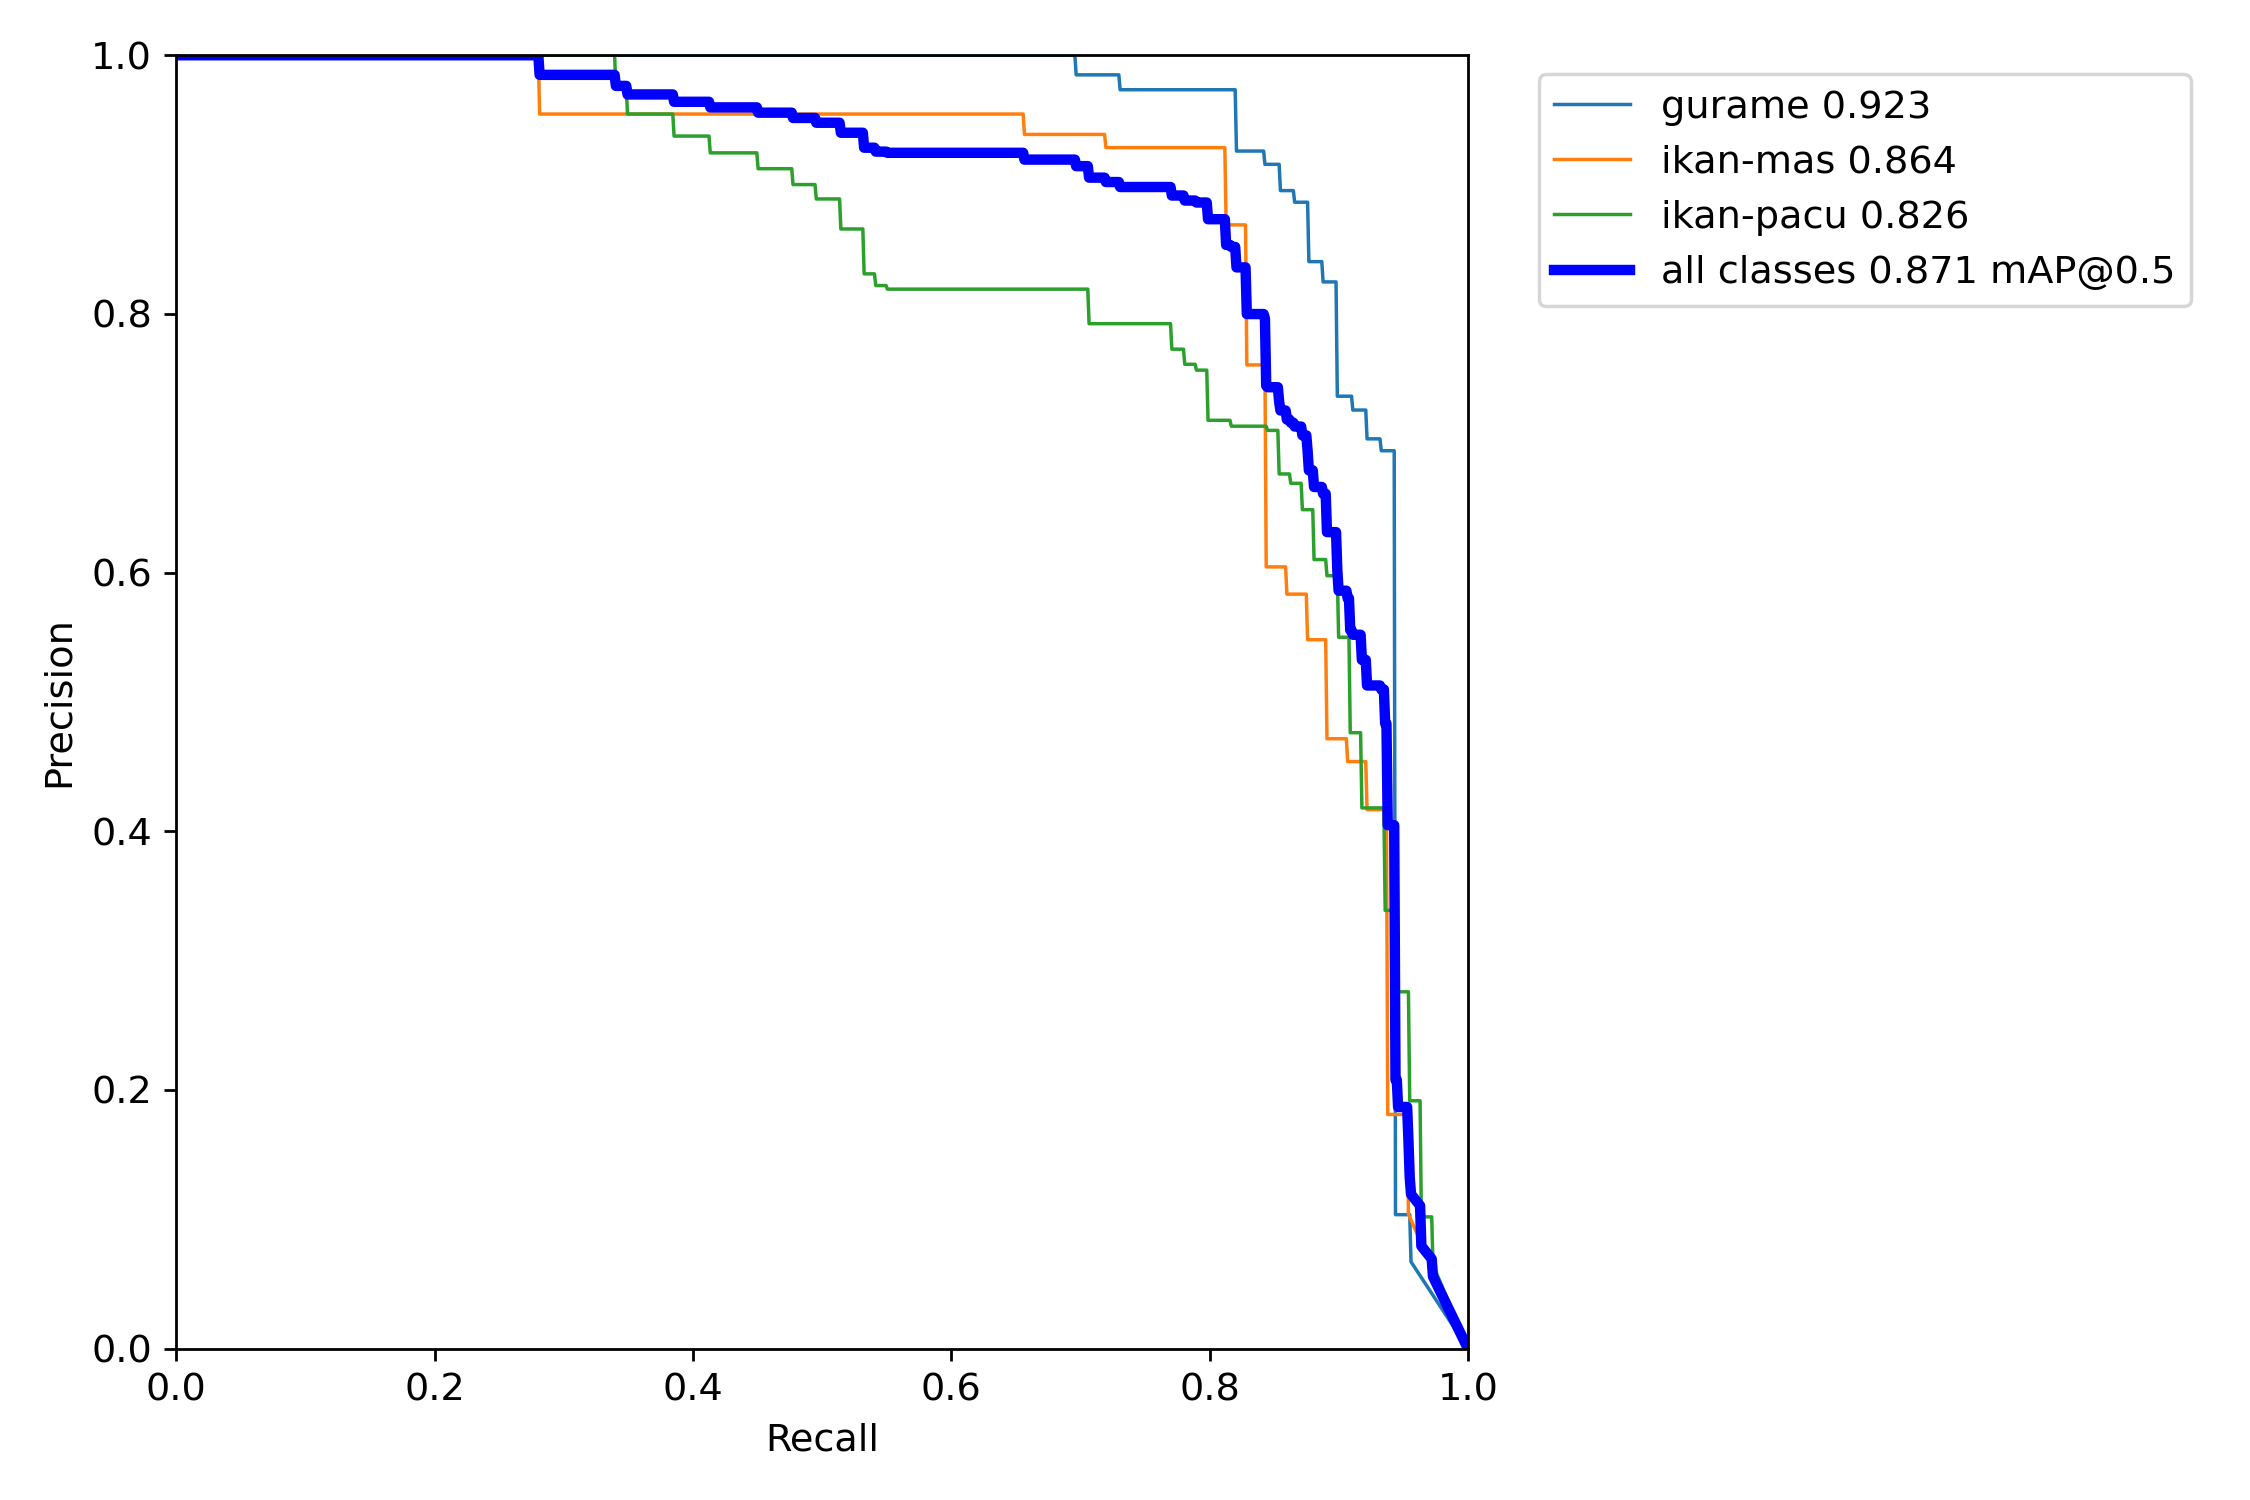 1.0
0.8
0.6
0.4
0.2
0.0
Precision
0.0 0.2 0.4 0.6 0.8 1.0
Recall
gurame 0.923
ikan-mas 0.864
ikan-pacu 0.826
all classes 0.871 mAP@0.5